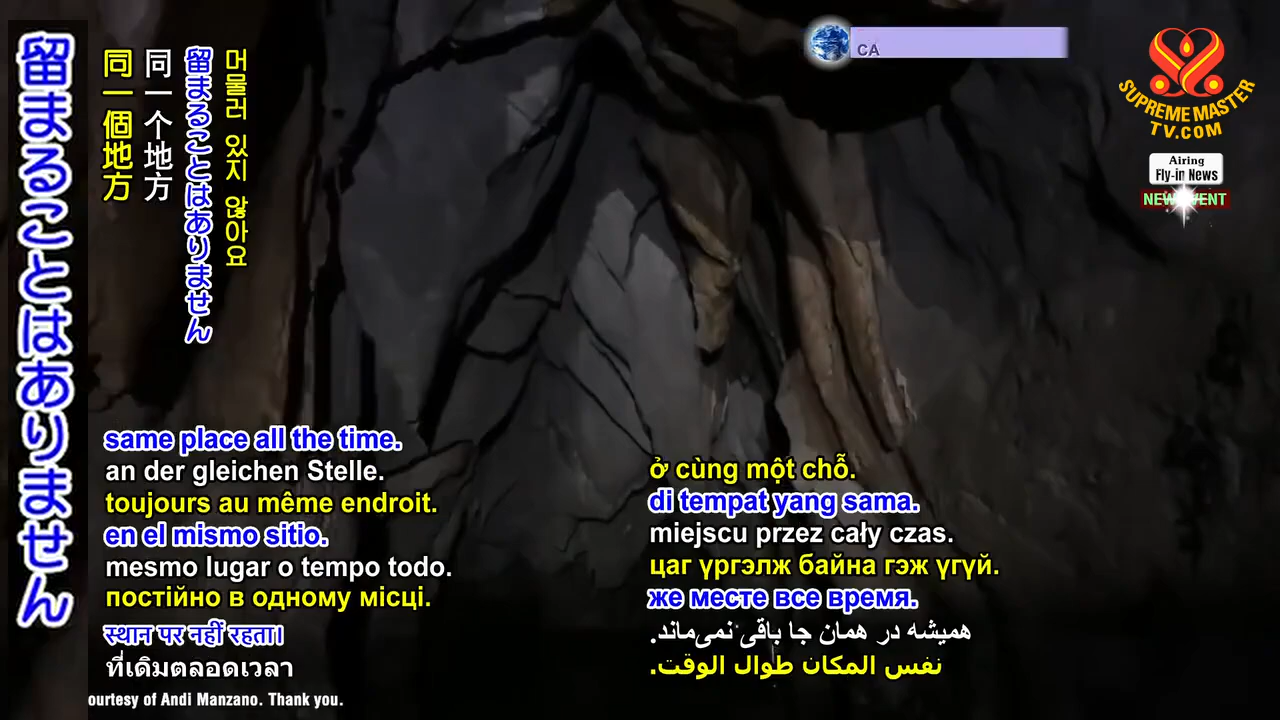 留まることはありません
同一個地方
同一个地方
留まることはありません
머물러 있지 않아요
CA
SUPREME MASTER
TV.COM
Airing
Fly-in News
NEW EVENT
same place all the time.
an der gleichen Stelle.
toujours au même endroit.
en el mismo sitio.
mesmo lugar o tempo todo.
постійно в одному місці.
स्थान पर नहीं रहता।
ที่เดิมตลอดเวลา
ở cùng một chỗ.
di tempat yang sama.
miejscu przez cały czas.
цаг үргэлж байна гэж үгүй.
же месте все время.
همیشه در همان جا باقی نمی‌ماند.
نفس المكان طوال الوقت.
ourtesy of Andi Manzano. Thank you.